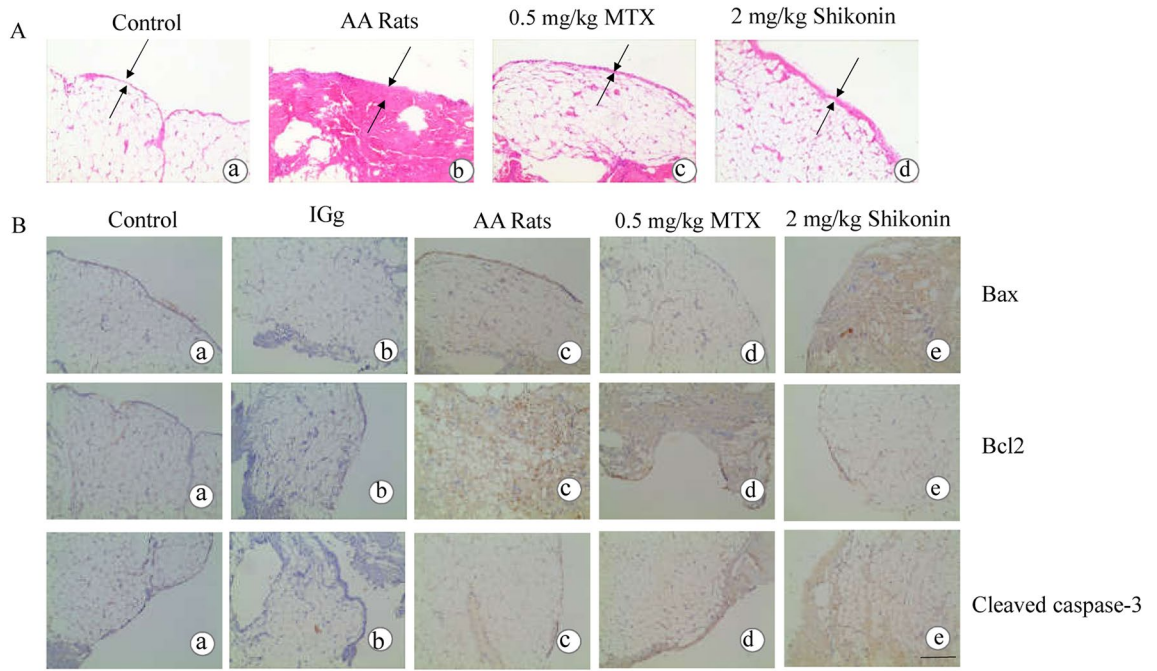 A
Control
AA Rats
0.5 mg/kg MTX
2 mg/kg Shikonin
a
b
c
d
B
Control
IGg
AA Rats
0.5 mg/kg MTX
2 mg/kg Shikonin
a
b
c
d
e
Bax
a
b
c
d
e
Bcl2
a
b
c
d
e
Cleaved caspase-3